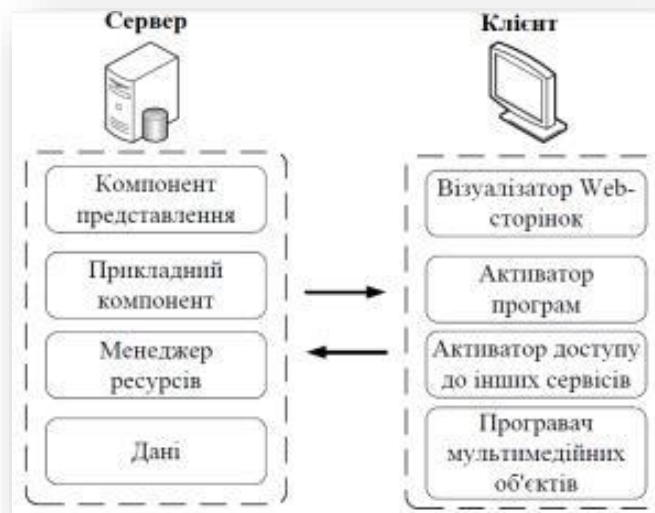 Сервер
Компонент
представлення
Прикладний
компонент
Менеджер
ресурсів
Дані
Клієнт
Візуалізатор Web-
сторінок
Активатор
програм
Активатор доступу
до інших сервісів
Програвач
мультимедійних
об'єктів